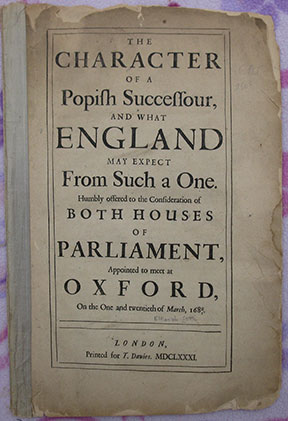 THE
CHARACTER
OF A
Popiſh Succeſſour,
AND WHAT
ENGLAND
MAY EXPECT
From Such a One.
Humbly offered to the Conſideration of
BOTH HOUSES
OF
PARLIAMENT,
Appointed to meet at
OXFORD,
On the One and twentieth of March, 168⁰⁄₁.
LONDON,
Printed for T. Davies. MDCLXXXI.